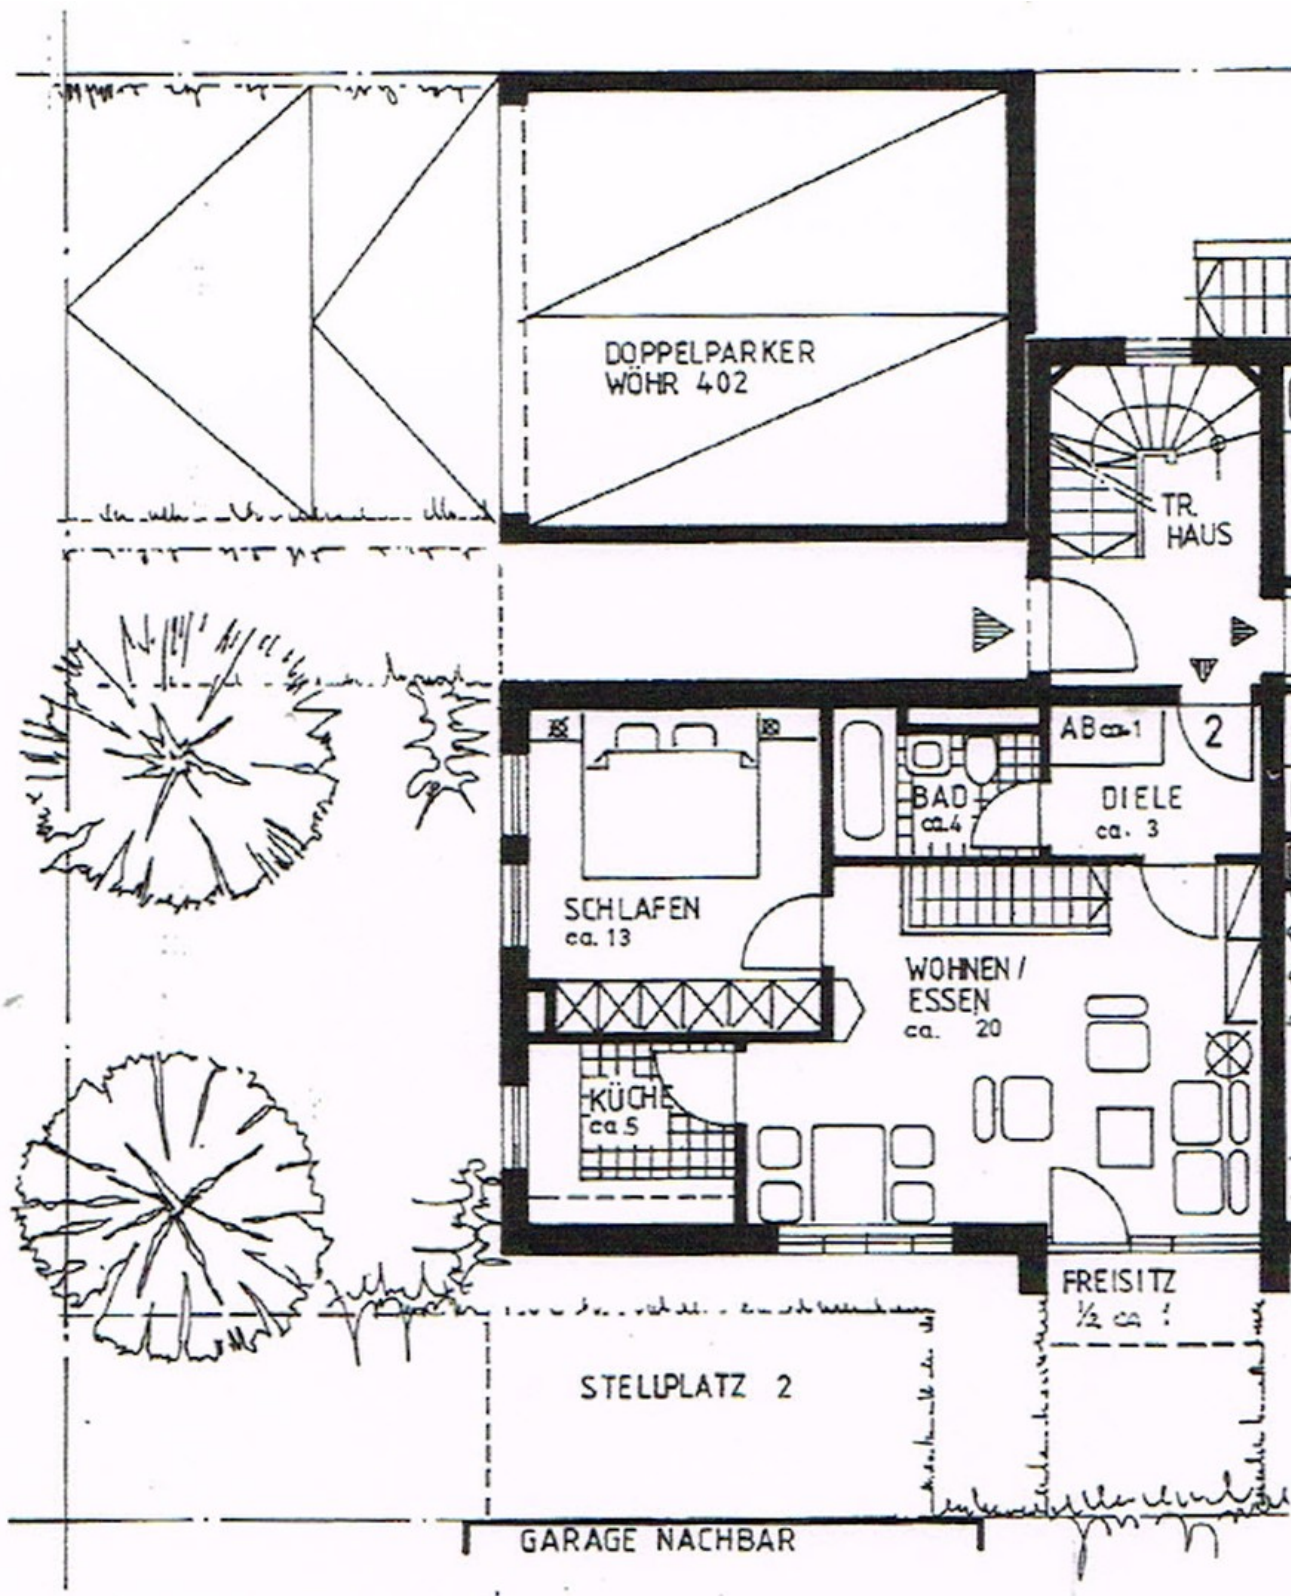 DOPPELPARKER
WÖHR 402
TR.
HAUS
AB ca. 1
2
BAD
ca. 4
DIELE
ca. 3
SCHLAFEN
ca. 13
WOHNEN /
ESSEN
ca. 20
KÜCHE
ca. 5
FREISITZ
½ ca
STELLPLATZ 2
GARAGE NACHBAR